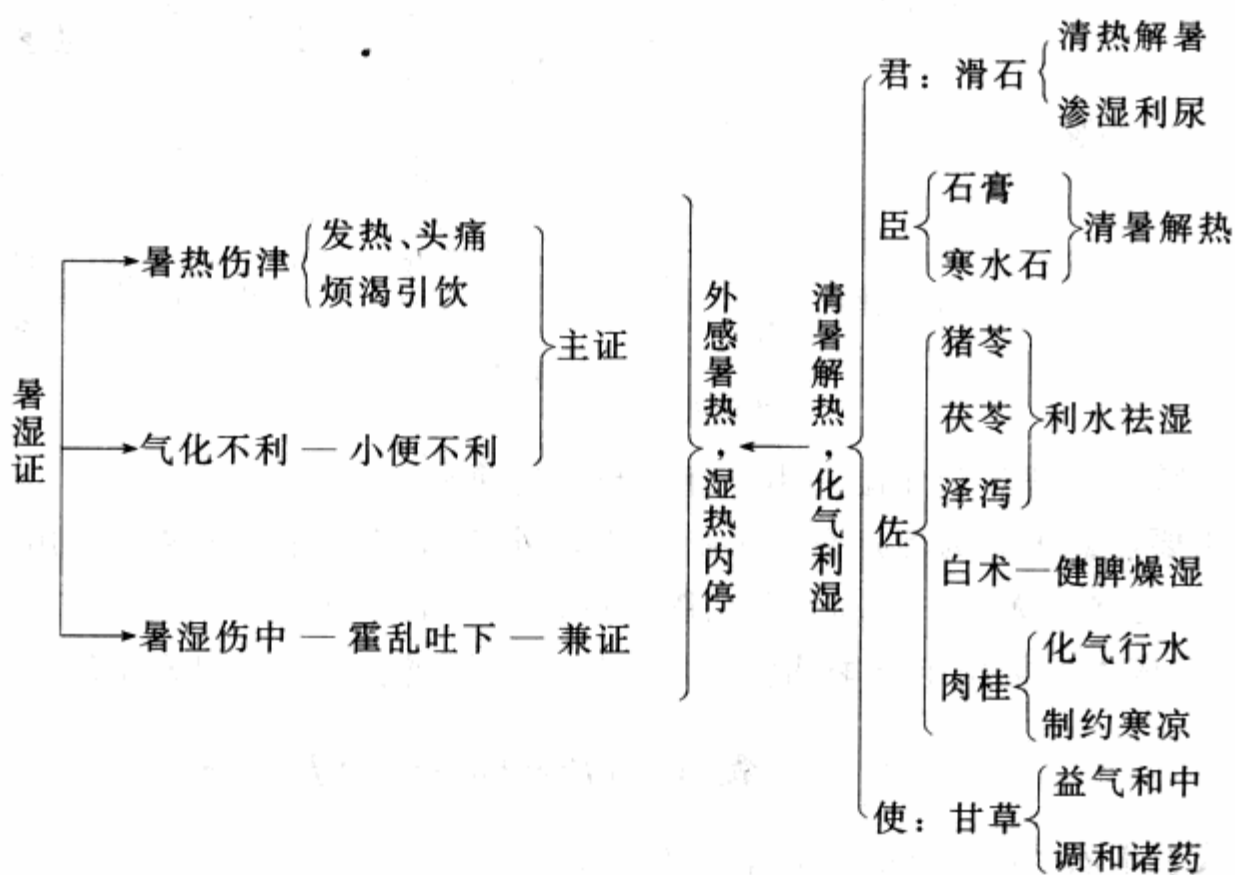 暑湿证
暑热伤津
发热、头痛
烦渴引饮
气化不利 — 小便不利
主证
暑湿伤中 — 霍乱吐下 — 兼证
外感暑热，湿热内停
清暑解热，化气利湿
君：滑石
清热解暑
渗湿利尿
臣
石膏
寒水石
清暑解热
佐
猪苓
茯苓
泽泻
利水祛湿
白术—健脾燥湿
肉桂
化气行水
制约寒凉
使：甘草
益气和中
调和诸药